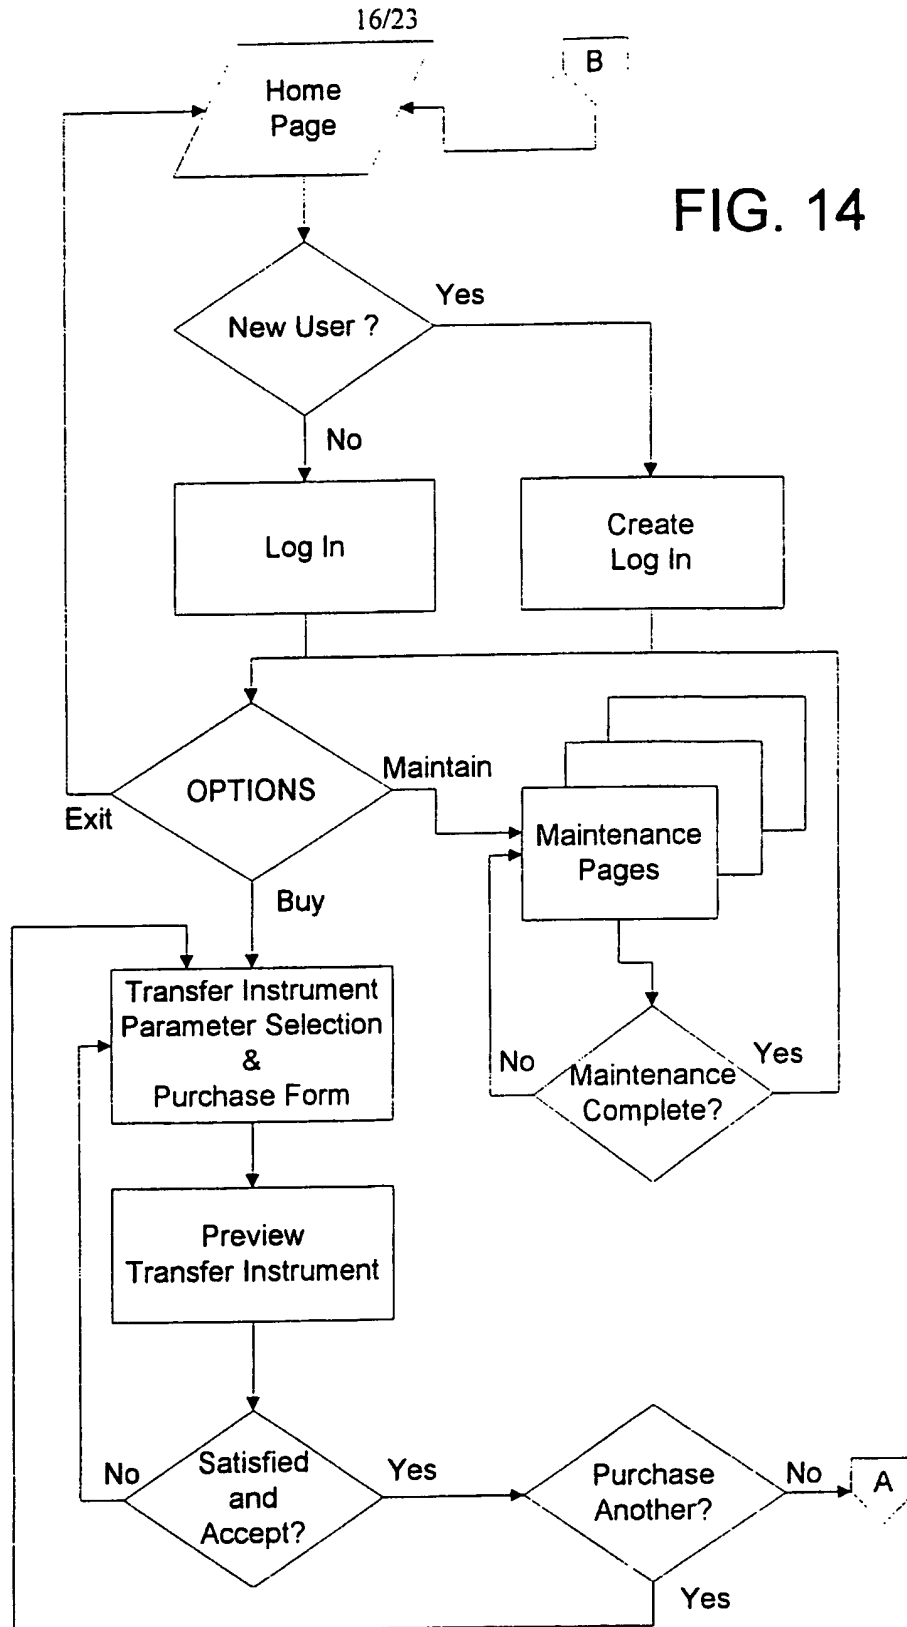 16/23
Home
Page
B
FIG. 14
New User ?
Yes
No
Log In
Create
Log In
OPTIONS
Maintain
Exit
Buy
Maintenance
Pages
Transfer Instrument
Parameter Selection
&
Purchase Form
No
Maintenance
Complete?
Yes
Preview
Transfer Instrument
No
Satisfied
and
Accept?
Yes
Purchase
Another?
No
A
Yes